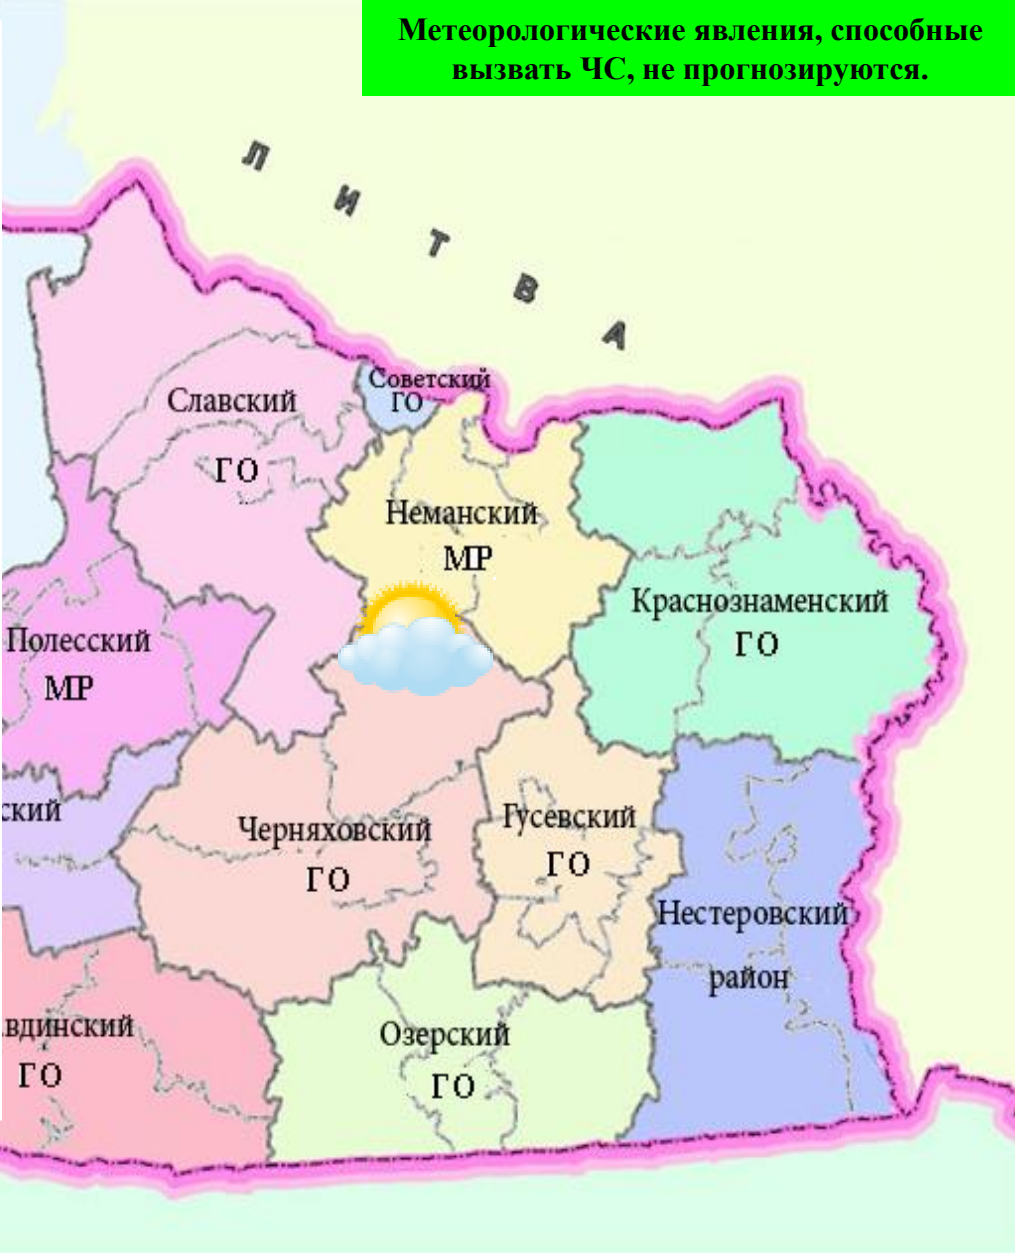 Метеорологические явления, способные
вызвать ЧС, не прогнозируются.
ЛИТВА
Советский
ГО
Славский
ГО
Неманский
МР
Краснознаменский
ГО
Полесский
МР
ский
Черняховский
ГО
Гусевский
ГО
Нестеровский
район
вдинский
ГО
Озерский
ГО